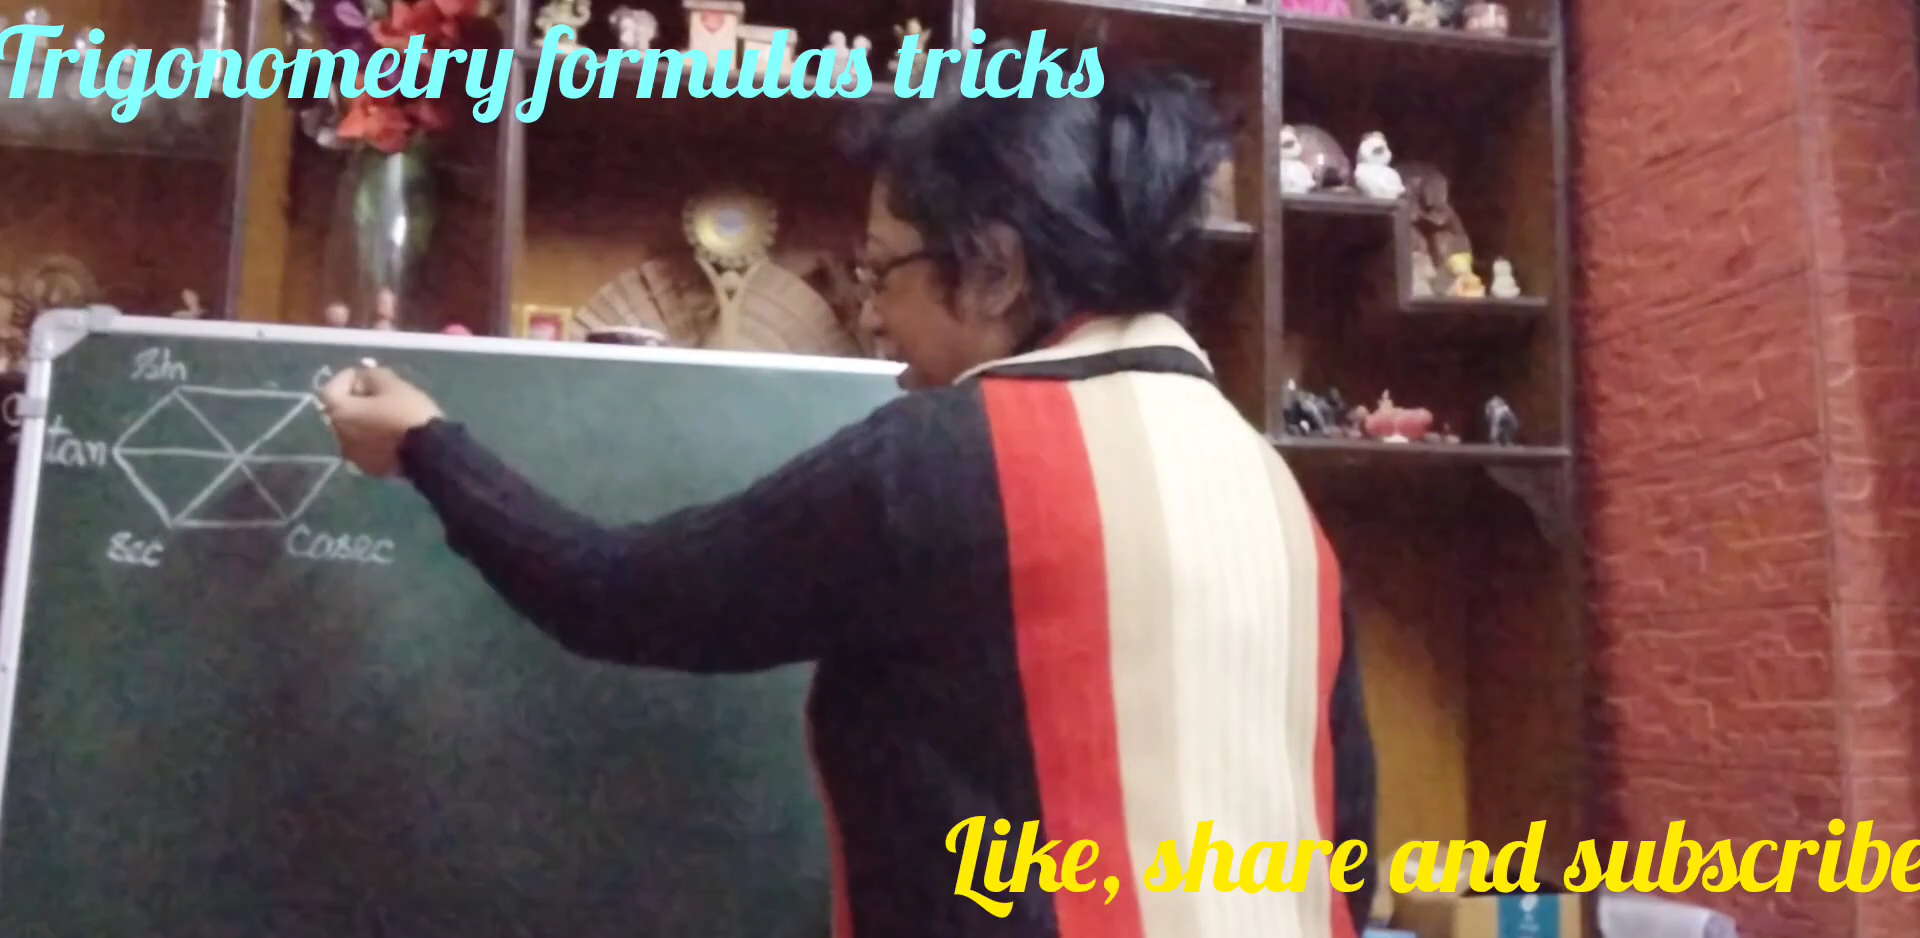 Trigonometry formulas tricks
sin
tan
sec
cosec
Like, share and subscribe